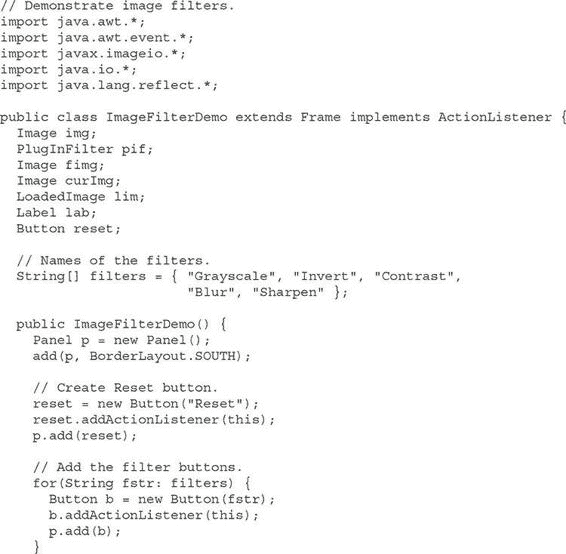 // Demonstrate image filters.
import java.awt.*;
import java.awt.event.*;
import javax.imageio.*;
import java.io.*;
import java.lang.reflect.*;

public class ImageFilterDemo extends Frame implements ActionListener {
  Image img;
  PlugInFilter pif;
  Image fimg;
  Image curImg;
  LoadedImage lim;
  Label lab;
  Button reset;

  // Names of the filters.
  String[] filters = { "Grayscale", "Invert", "Contrast",
                       "Blur", "Sharpen" };

  public ImageFilterDemo() {
    Panel p = new Panel();
    add(p, BorderLayout.SOUTH);

    // Create Reset button.
    reset = new Button("Reset");
    reset.addActionListener(this);
    p.add(reset);

    // Add the filter buttons.
    for(String fstr: filters) {
      Button b = new Button(fstr);
      b.addActionListener(this);
      p.add(b);
    }